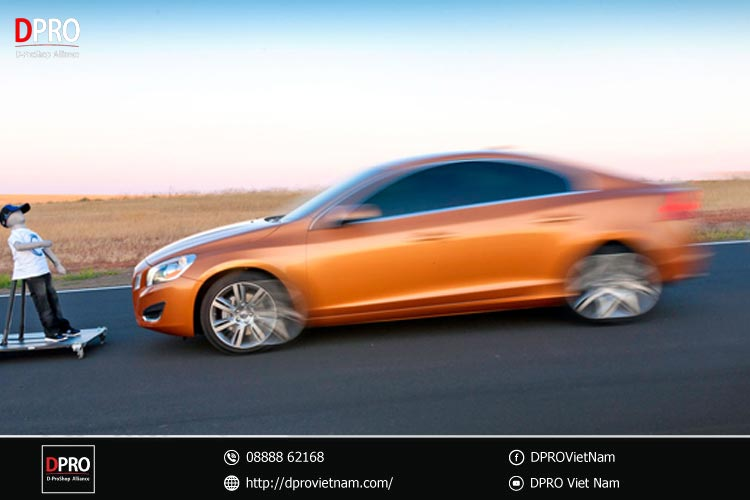 DPRO
D-ProShop Alliance
DPRO
D-ProShop Alliance
08888 62168
http://dprovietnam.com/
DPROVietNam
DPRO Viet Nam